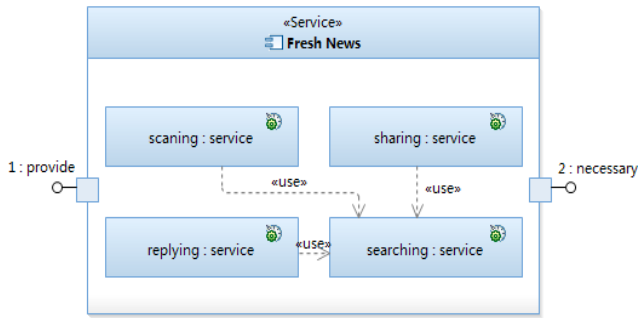 «Service»
Fresh News
scaning : service
sharing : service
1 : provide
2 : necessary
«use»
«use»
replying : service
«use»
searching : service